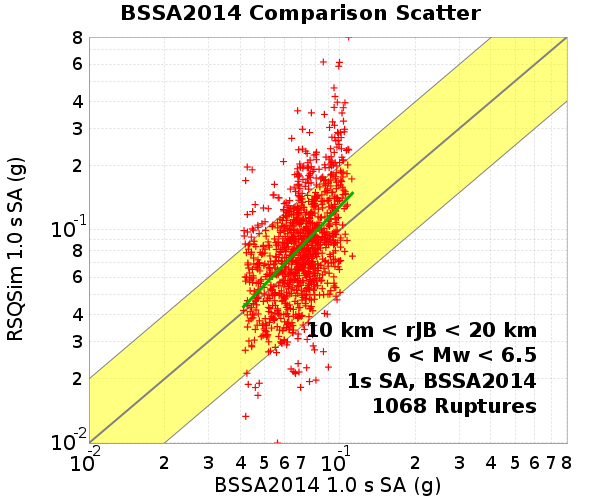 BSSA2014 Comparison Scatter
8
6
4
3
2
10-1
8
6
4
3
2
10-2
RSQSim 1.0 s SA (g)
10 km < rJB < 20 km
6 < Mw < 6.5
1s SA, BSSA2014
1068 Ruptures
10-2 2 3 4 5 6 7 10-1 2 3 4 5 6 7 8
BSSA2014 1.0 s SA (g)